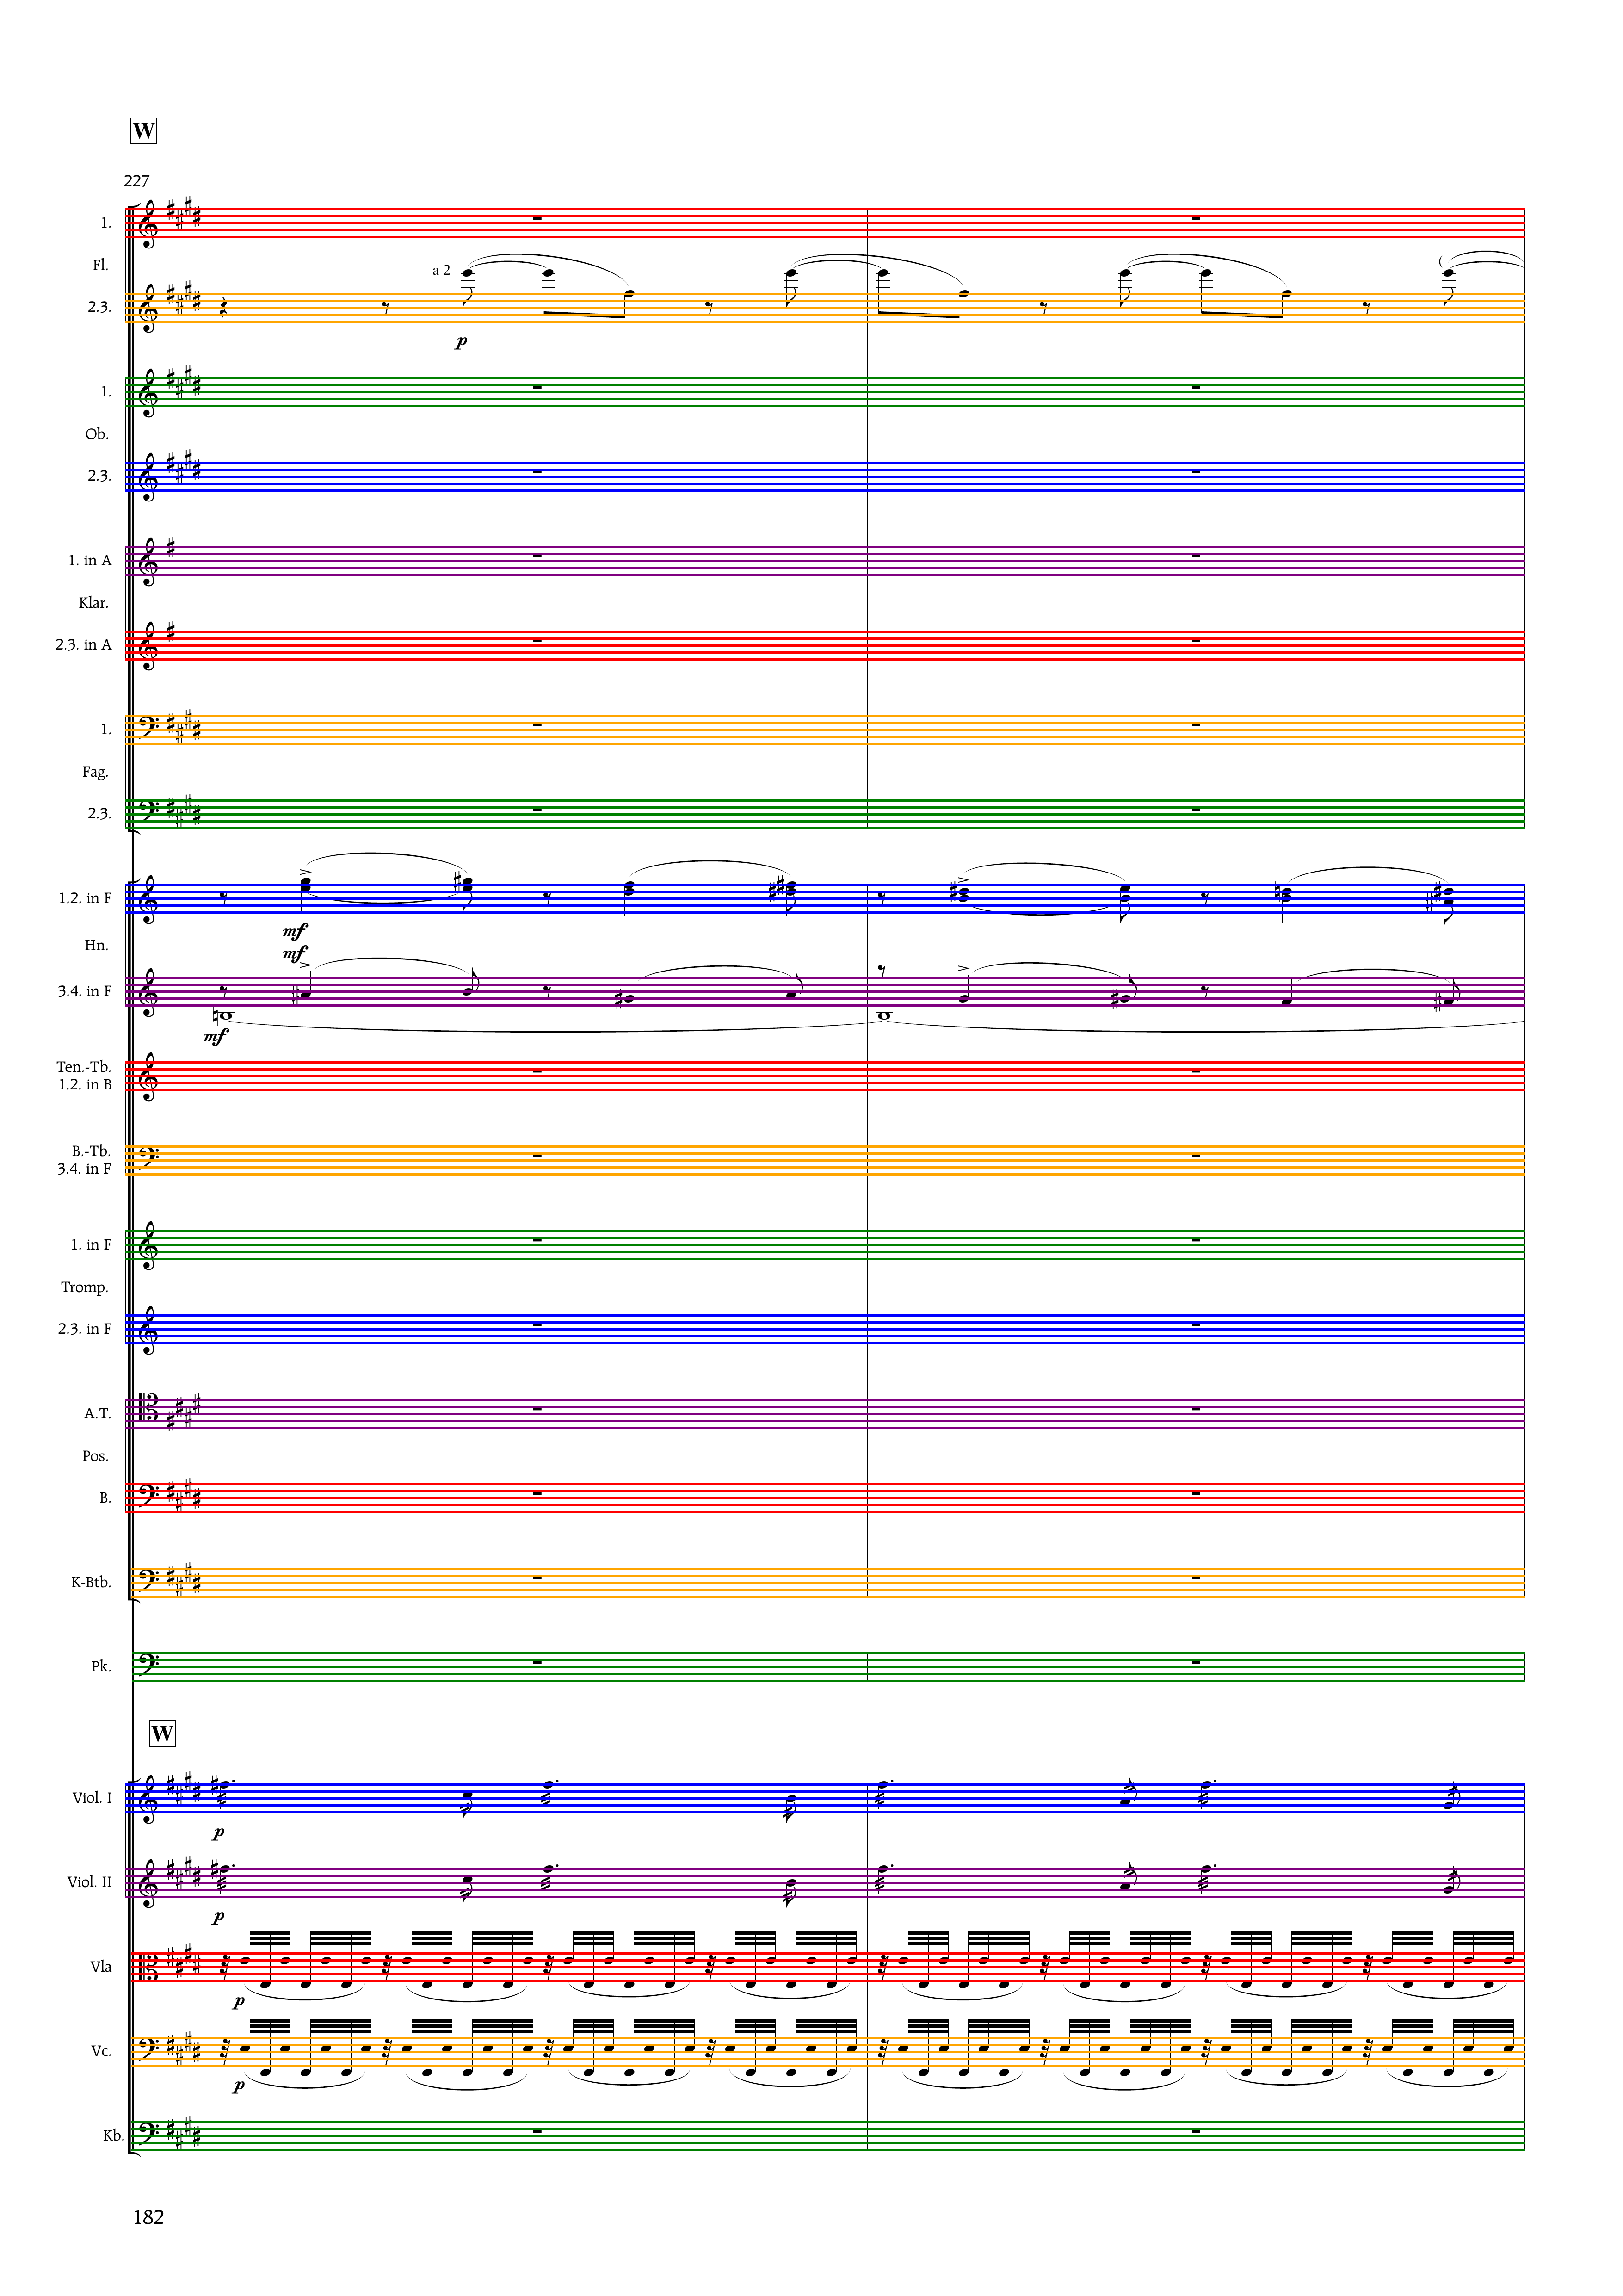 W
227
1.
Fl.
a 2
2.3.
p
1.
Ob.
2.3.
1. in A
Klar.
2.3. in A
1.
Fag.
2.3.
1.2. in F
mf
Hn.
mf
3.4. in F
mf
Ten.-Tb.
1.2. in B
B.-Tb.
3.4. in F
1. in F
Tromp.
2.3. in F
A.T.
Pos.
B.
K-Btb.
Pk.
W
Viol. I
p
Viol. II
p
Vla
p
Vc.
p
Kb.
182